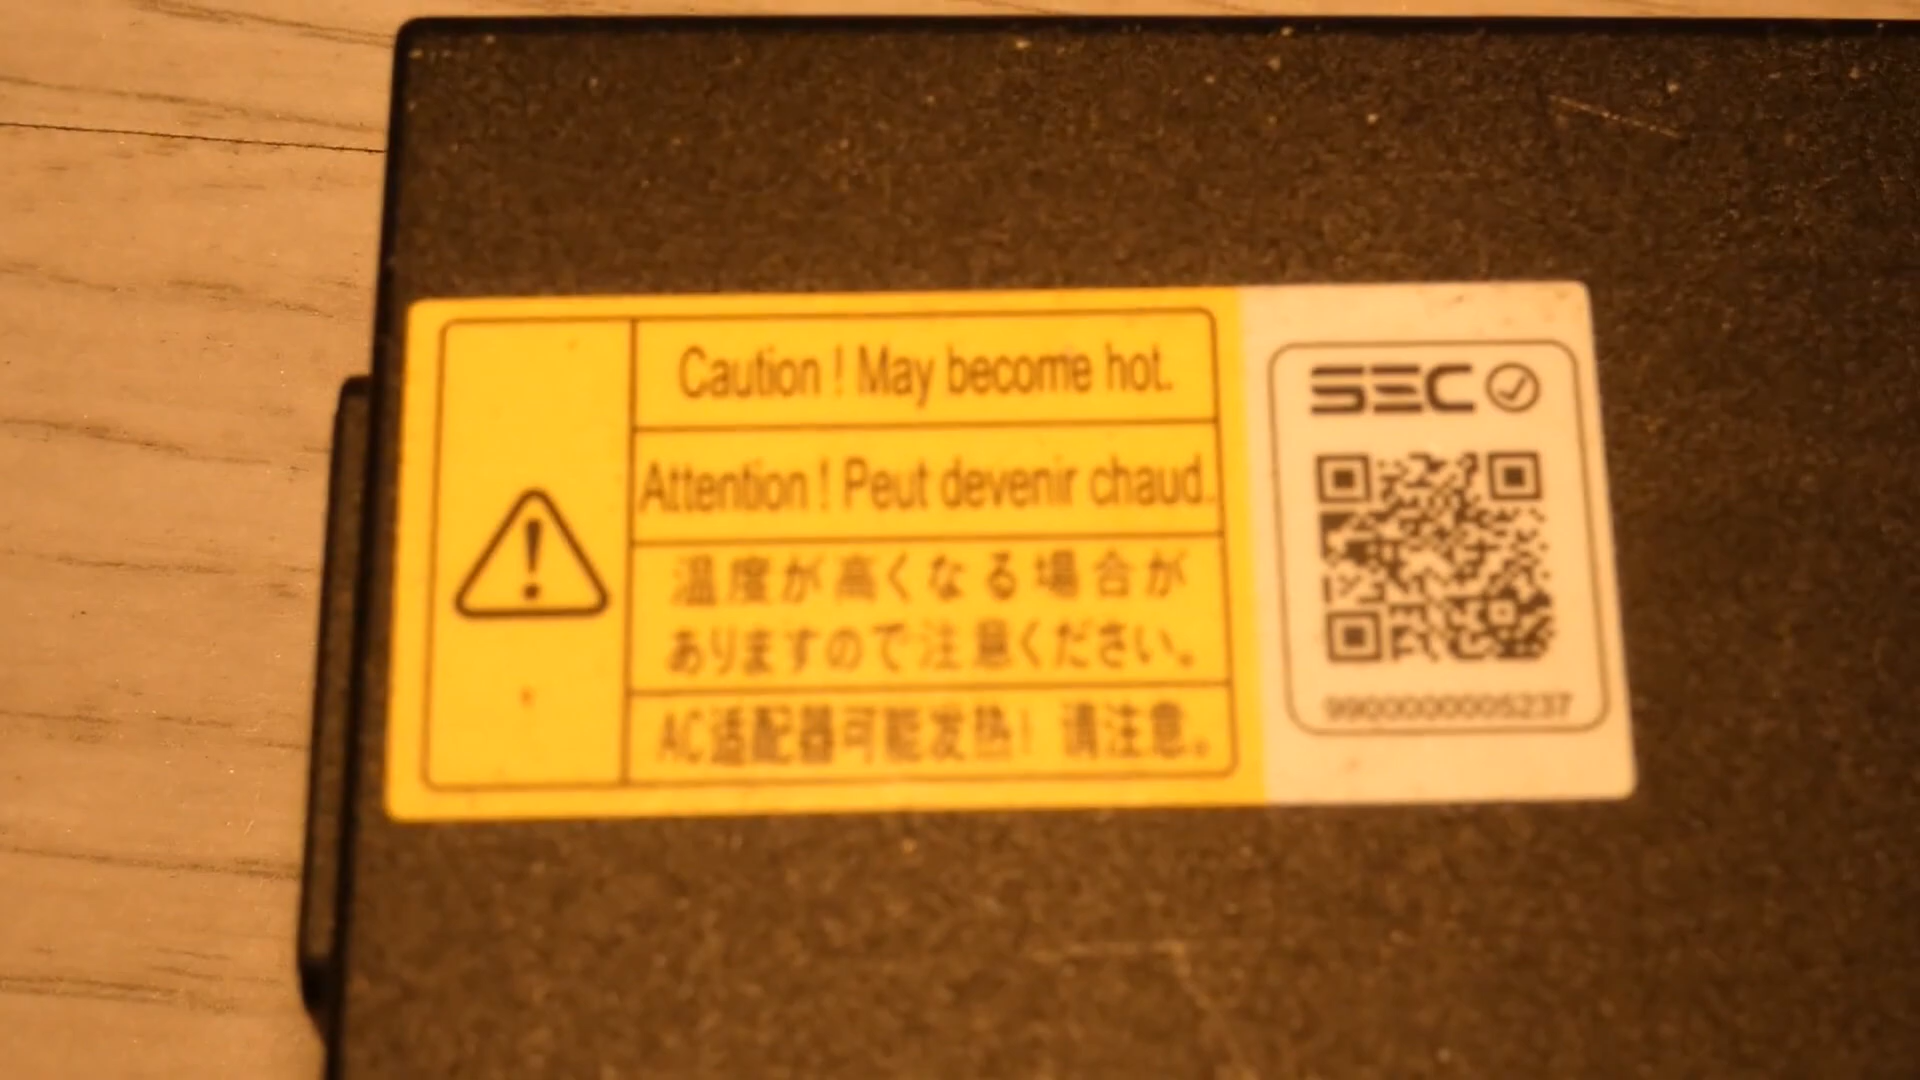 Caution ! May become hot.
Attention ! Peut devenir chaud.
温度が高くなる場合が
ありますので注意ください。
AC适配器可能发热! 请注意。
SEC
9900000005237